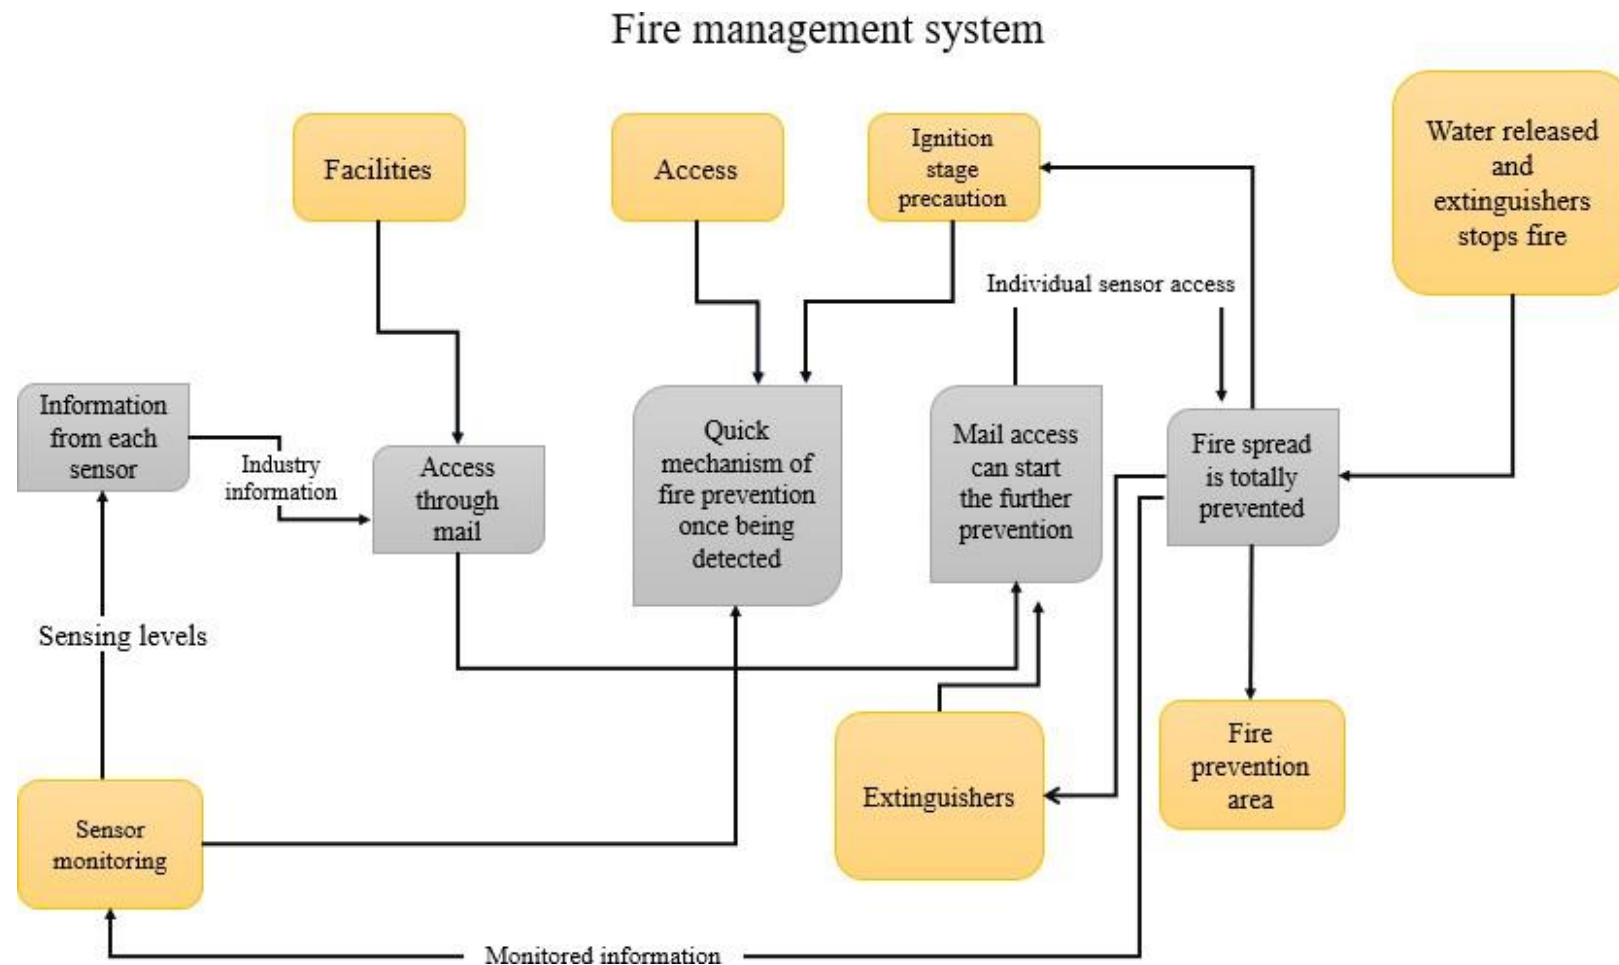 Fire management system
Facilities
Access
Ignition
stage
precaution
Water released
and
extinguishers
stops fire
Individual sensor access
Information
from each
sensor
Industry
information
Access
through
mail
Quick
mechanism of
fire prevention
once being
detected
Mail access
can start
the further
prevention
Fire spread
is totally
prevented
Sensing levels
Extinguishers
Fire
prevention
area
Sensor
monitoring
Monitored information